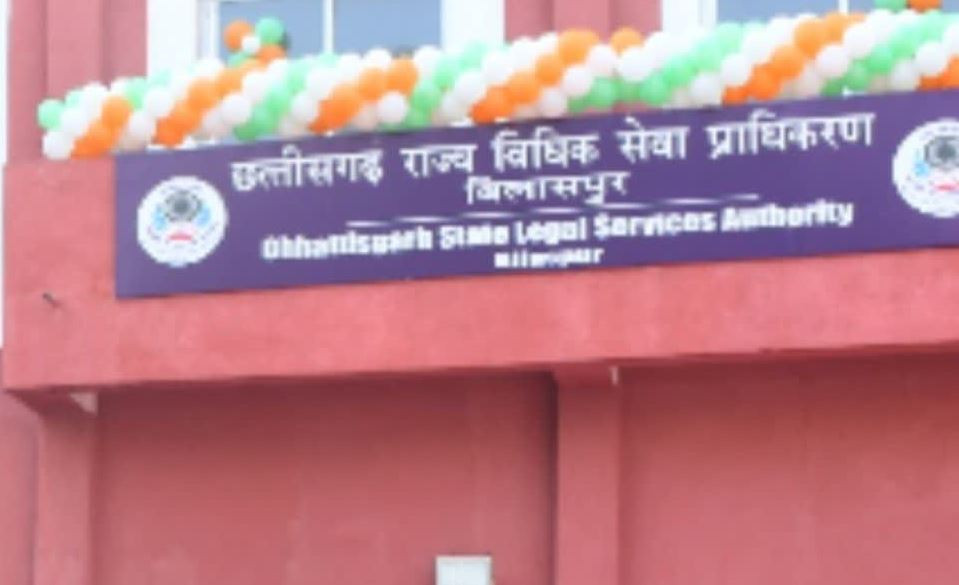 छत्तीसगढ़ राज्य विधिक सेवा प्राधिकरण
बिलासपुर
Chhattisgarh State Legal Services Authority
Bilaspur